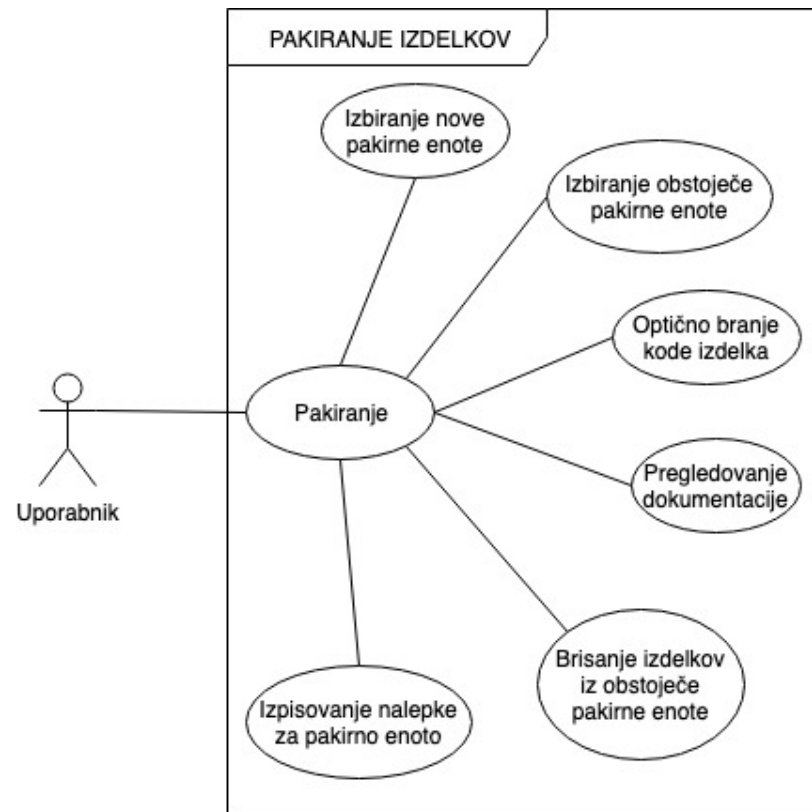 PAKIRANJE IZDELKOV
Izbiranje nove
pakirne enote
Izbiranje obstoječe
pakirne enote
Optično branje
kode izdelka
Pakiranje
Pregledovanje
dokumentacije
Uporabnik
Brisanje izdelkov
iz obstoječe
pakirne enote
Izpisovanje nalepke
za pakirno enoto